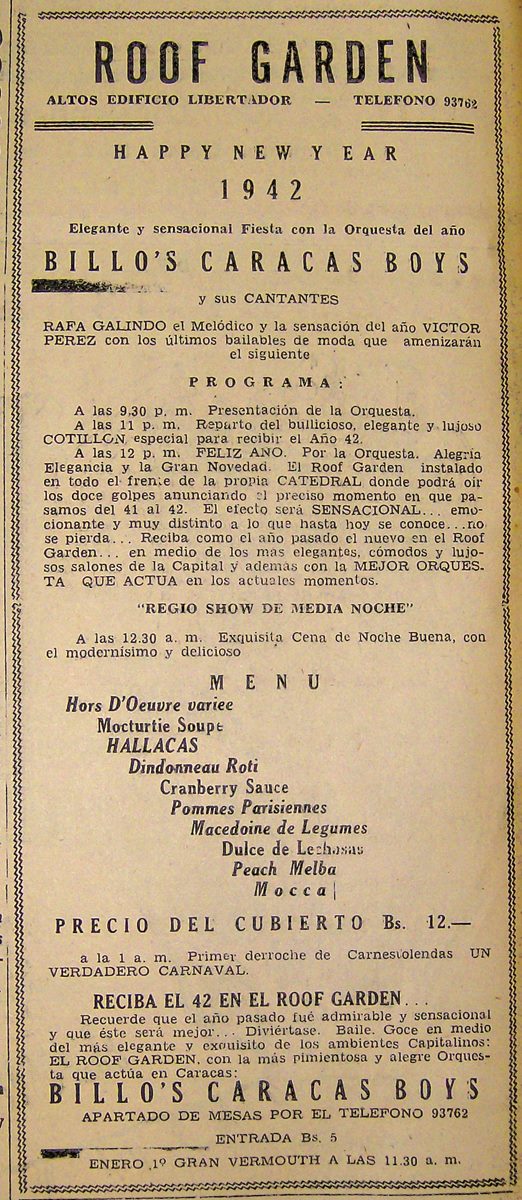 ROOF GARDEN
ALTOS EDIFICIO LIBERTADOR — TELEFONO 93762
HAPPY NEW YEAR
1942
Elegante y sensacional Fiesta con la Orquesta del año
BILLO'S CARACAS BOYS
y sus CANTANTES
RAFA GALINDO el Melódico y la sensación del año VICTOR
PEREZ con los últimos bailables de moda que amenizarán
el siguiente
PROGRAMA:
A las 9.30 p. m. Presentación de la Orquesta.
A las 11 p. m. Reparto del bullicioso, elegante y lujoso
COTILLON especial para recibir el Año 42.
A las 12 p. m. FELIZ ANO. Por la Orquesta. Alegria
Elegancia y la Gran Novedad. El Roof Garden instalado
en todo el frente de la propia CATEDRAL donde podrá oir
los doce golpes anunciando el preciso momento en que pa-
samos del 41 al 42. El efecto será SENSACIONAL... emo-
cionante y muy distinto a lo que hasta hoy se conoce...no
se pierda... Reciba como el año pasado el nuevo en el Roof
Garden... en medio de los mas elegantes, cómodos y lujo-
sos salones de la Capital y además con la MEJOR ORQUES-
TA QUE ACTUA en los actuales momentos.
"REGIO SHOW DE MEDIA NOCHE"
A las 12.30 a. m. Exquisita Cena de Noche Buena, con
el modernísimo y delicioso
MENU
Hors D'Oeuvre variee
Mocturtie Soupe
HALLACAS
Dindonneau Roti
Cranberry Sauce
Pommes Parisiennes
Macedoine de Legumes
Dulce de Lechosas
Peach Melba
Mocca
PRECIO DEL CUBIERTO Bs. 12.—
a la 1 a. m. Primer derroche de Carnestolendas UN
VERDADERO CARNAVAL.
RECIBA EL 42 EN EL ROOF GARDEN...
Recuerde que el año pasado fué admirable y sensacional
y que éste será mejor... Diviértase. Baile. Goce en medio
del más elegante y exquisito de los ambientes Capitalinos:
EL ROOF GARDEN, con la más pimientosa y alegre Orques-
ta que actúa en Caracas:
BILLO'S CARACAS BOYS
APARTADO DE MESAS POR EL TELEFONO 93762
ENTRADA Bs. 5
ENERO 1º GRAN VERMOUTH A LAS 11.30 a. m.